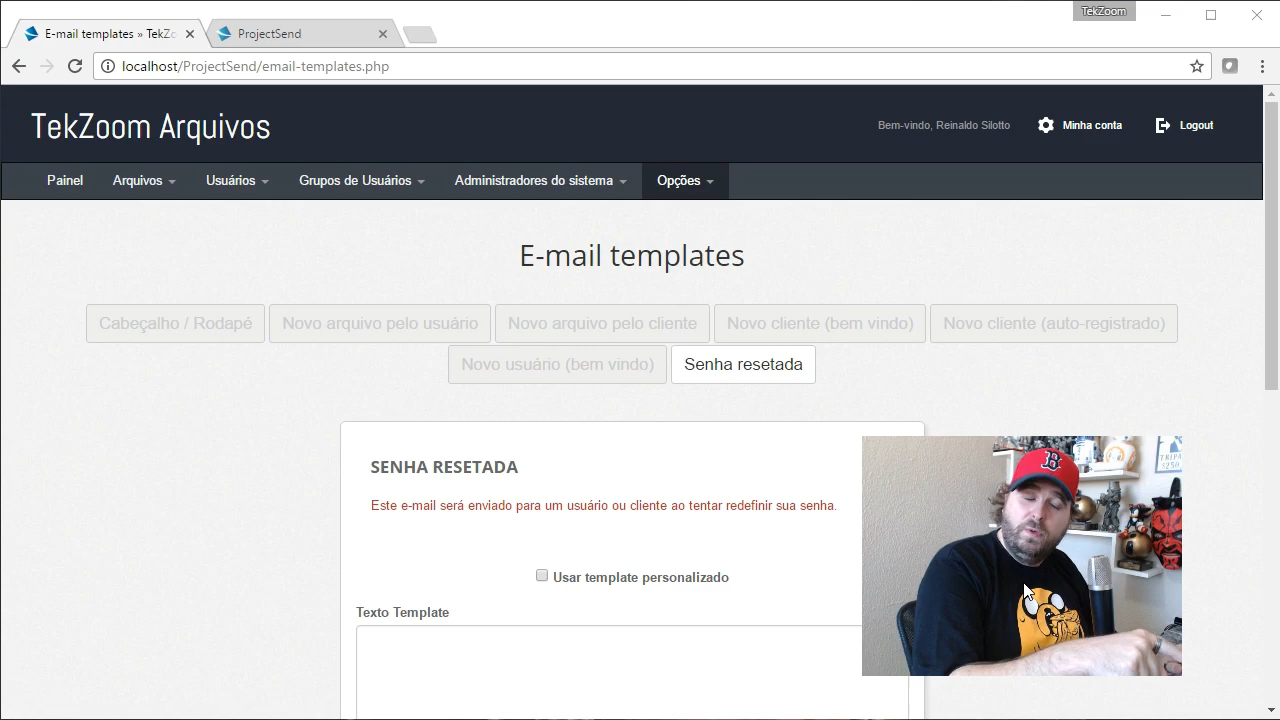 TekZoom
E-mail templates » TekZo
ProjectSend
localhost/ProjectSend/email-templates.php
TekZoom Arquivos
Bem-vindo, Reinaldo Silotto
Minha conta
Logout
Painel
Arquivos
Usuários
Grupos de Usuários
Administradores do sistema
Opções
E-mail templates
Cabeçalho / Rodapé
Novo arquivo pelo usuário
Novo arquivo pelo cliente
Novo cliente (bem vindo)
Novo cliente (auto-registrado)
Novo usuário (bem vindo)
Senha resetada
SENHA RESETADA
Este e-mail será enviado para um usuário ou cliente ao tentar redefinir sua senha.
Usar template personalizado
Texto Template
B